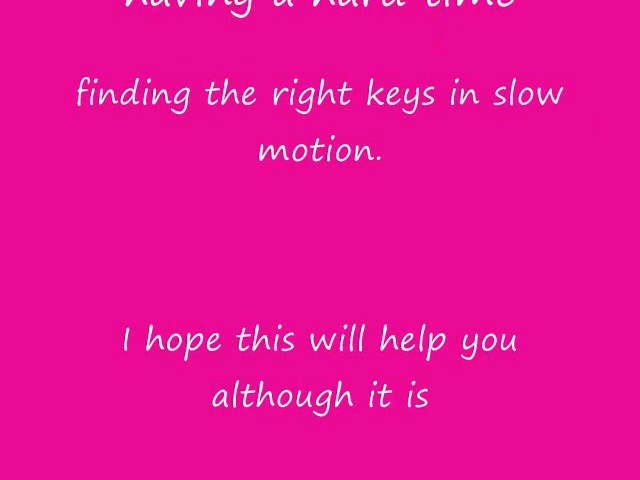 having a hard time
finding the right keys in slow
motion.
I hope this will help you
although it is